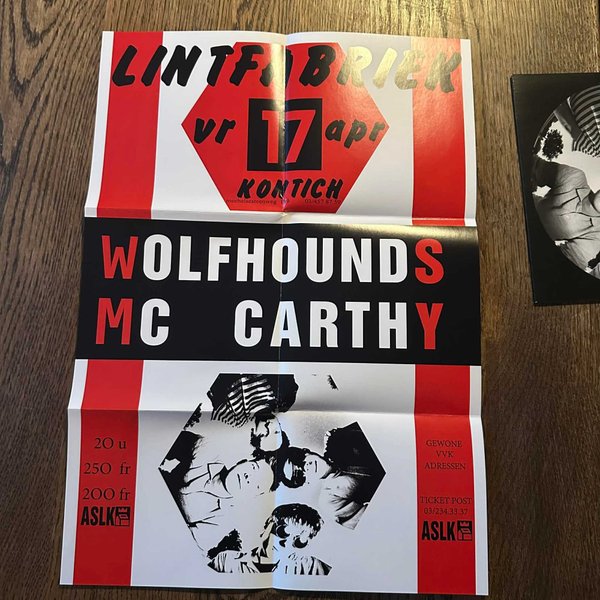 LINTFABRIEK
vr 17 apr
KONTICH
WOLFHOUNDS
MC CARTHY
20 u
250 fr
200 fr
ASLK
GEWONE
VVK
ADRESSEN
TICKET POST
03/234.33.37
ASLK